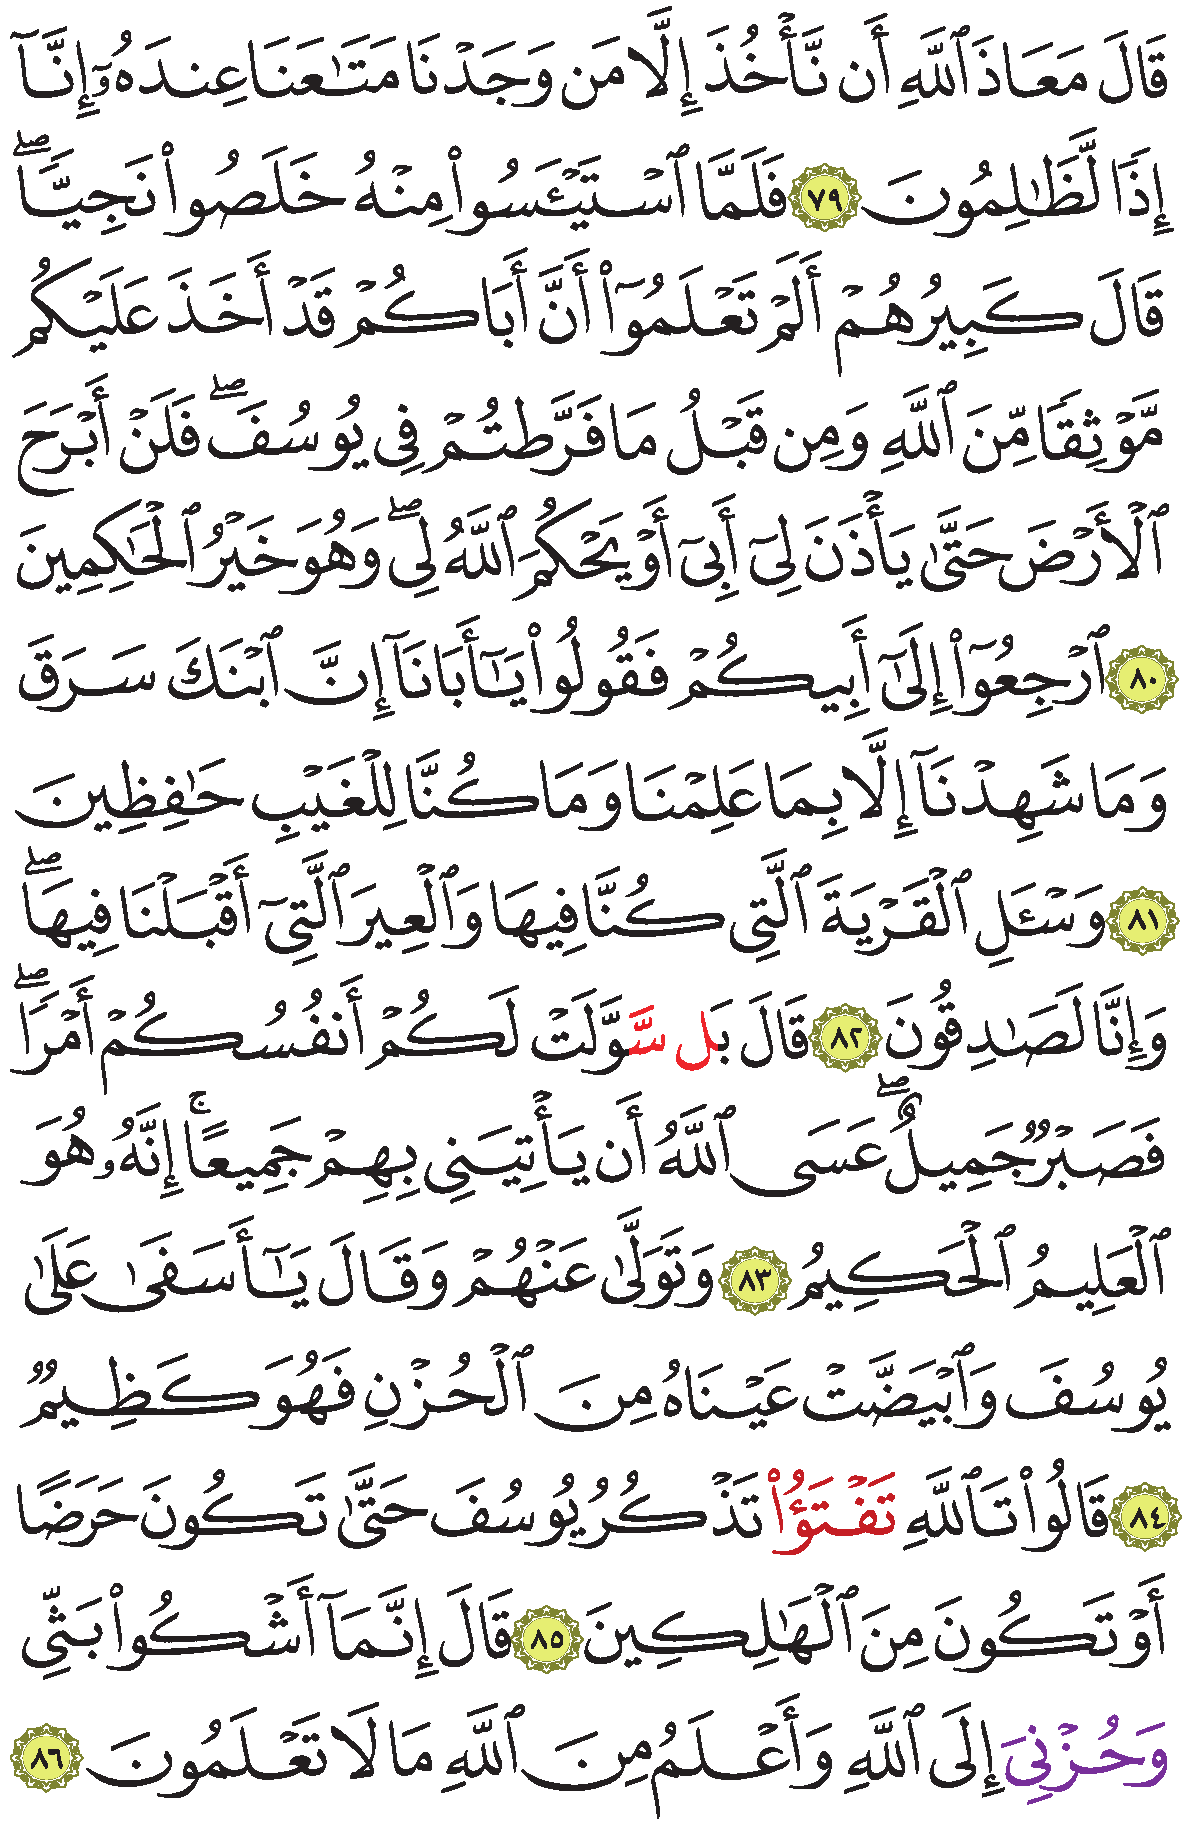 قَالَ مَعَاذَ ٱللَّهِ أَن نَّأْخُذَ إِلَّا مَن وَجَدْنَا مَتَـٰعَنَا عِندَهُۥٓ إِنَّآ
إِذًا لَّظَـٰلِمُونَ ٧٩ فَلَمَّا ٱسْتَيْـَٔسُوا۟ مِنْهُ خَلَصُوا۟ نَجِيًّا ۖ
قَالَ كَبِيرُهُمْ أَلَمْ تَعْلَمُوٓا۟ أَنَّ أَبَاكُمْ قَدْ أَخَذَ عَلَيْكُم
مَّوْثِقًا مِّنَ ٱللَّهِ وَمِن قَبْلُ مَا فَرَّطتُمْ فِى يُوسُفَ ۖ فَلَنْ أَبْرَحَ
ٱلْأَرْضَ حَتَّىٰ يَأْذَنَ لِىٓ أَبِىٓ أَوْ يَحْكُمَ ٱللَّهُ لِى ۖ وَهُوَ خَيْرُ ٱلْحَـٰكِمِينَ
٨٠ ٱرْجِعُوٓا۟ إِلَىٰٓ أَبِيكُمْ فَقُولُوا۟ يَـٰٓأَبَانَآ إِنَّ ٱبْنَكَ سَرَقَ
وَمَا شَهِدْنَآ إِلَّا بِمَا عَلِمْنَا وَمَا كُنَّا لِلْغَيْبِ حَـٰفِظِينَ
٨١ وَسْـَٔلِ ٱلْقَرْيَةَ ٱلَّتِى كُنَّا فِيهَا وَٱلْعِيرَ ٱلَّتِىٓ أَقْبَلْنَا فِيهَا ۖ
وَإِنَّا لَصَـٰدِقُونَ ٨٢ قَالَ بَل سَّوَّلَتْ لَكُمْ أَنفُسُكُمْ أَمْرًا ۖ
فَصَبْرٌ جَمِيلٌ ۖ عَسَى ٱللَّهُ أَن يَأْتِيَنِى بِهِمْ جَمِيعًا ۚ إِنَّهُۥ هُوَ
ٱلْعَلِيمُ ٱلْحَكِيمُ ٨٣ وَتَوَلَّىٰ عَنْهُمْ وَقَالَ يَـٰٓأَسَفَىٰ عَلَىٰ
يُوسُفَ وَٱبْيَضَّتْ عَيْنَاهُ مِنَ ٱلْحُزْنِ فَهُوَ كَظِيمٌ
٨٤ قَالُوا۟ تَٱللَّهِ تَفْتَؤُا۟ تَذْكُرُ يُوسُفَ حَتَّىٰ تَكُونَ حَرَضًا
أَوْ تَكُونَ مِنَ ٱلْهَـٰلِكِينَ ٨٥ قَالَ إِنَّمَآ أَشْكُوا۟ بَثِّى
وَحُزْنِىَ إِلَى ٱللَّهِ وَأَعْلَمُ مِنَ ٱللَّهِ مَا لَا تَعْلَمُونَ ٨٦